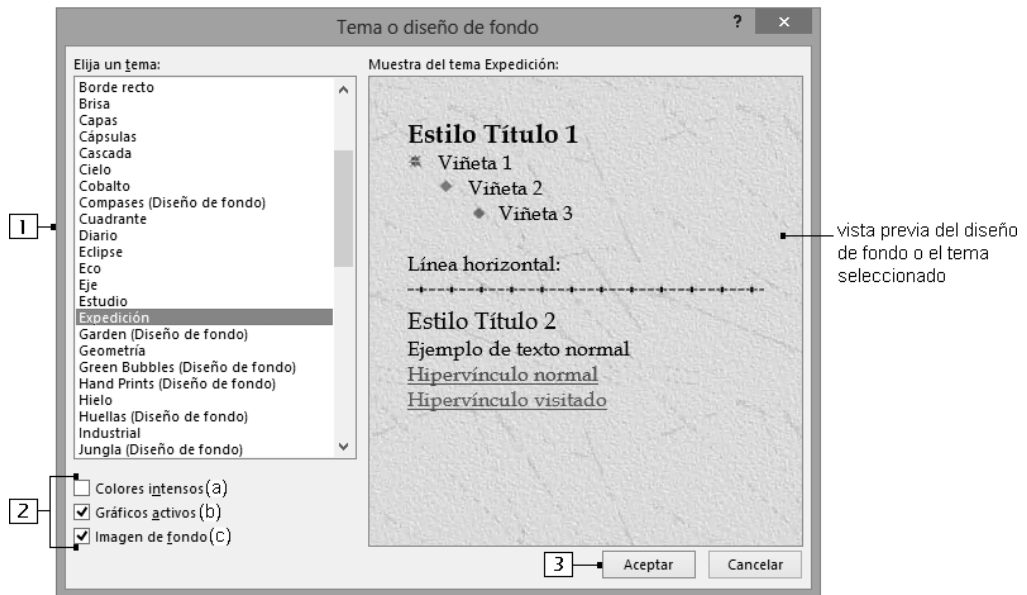 Tema o diseño de fondo
? ×
Elija un tema:
Borde recto
Brisa
Capas
Cápsulas
Cascada
Cielo
Cobalto
Compases (Diseño de fondo)
Cuadrante
Diario
Eclipse
Eco
Eje
Estudio
Expedición
Garden (Diseño de fondo)
Geometría
Green Bubbles (Diseño de fondo)
Hand Prints (Diseño de fondo)
Hielo
Huellas (Diseño de fondo)
Industrial
Jungla (Diseño de fondo)
1
2
Colores intensos (a)
Gráficos activos (b)
Imagen de fondo (c)
Muestra del tema Expedición:
Estilo Título 1
Viñeta 1
Viñeta 2
Viñeta 3
Línea horizontal:
Estilo Título 2
Ejemplo de texto normal
Hipervínculo normal
Hipervínculo visitado
vista previa del diseño
de fondo o el tema
seleccionado
3
Aceptar
Cancelar